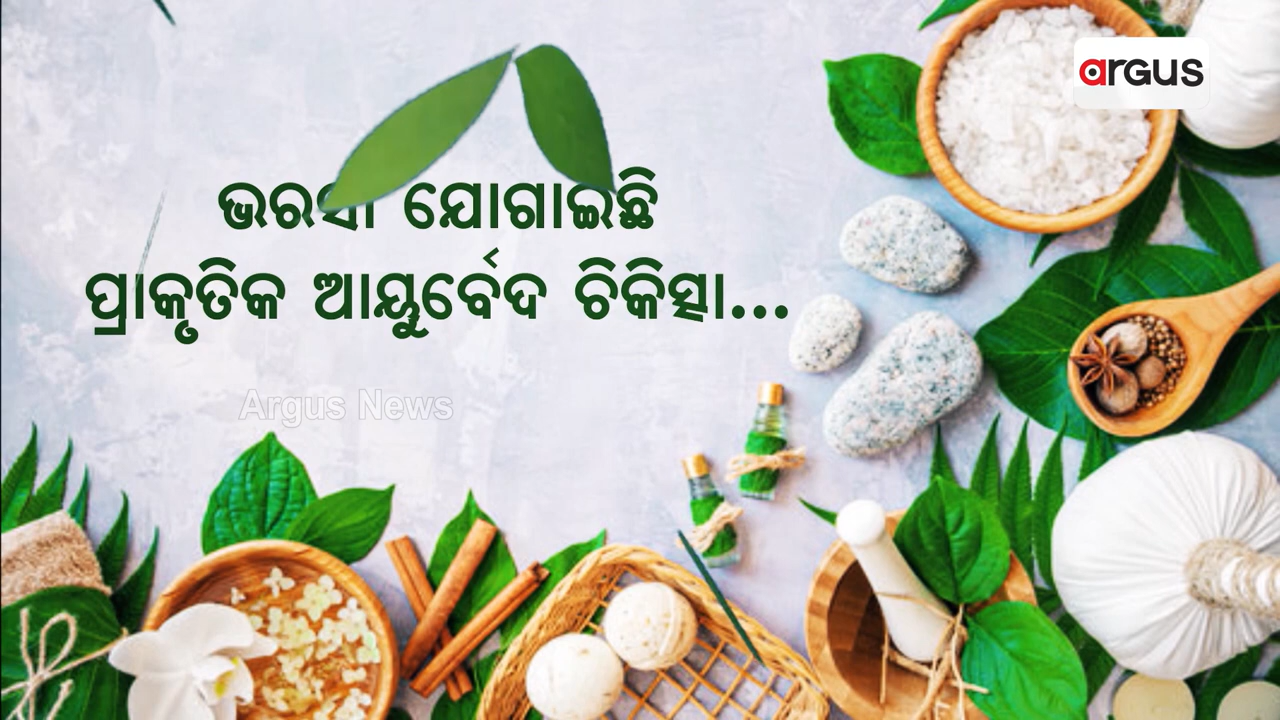 ଭରସା ଯୋଗାଇଛି
ପ୍ରାକୃତିକ ଆୟୁର୍ବେଦ ଚିକିତ୍ସା...
Argus News
argus